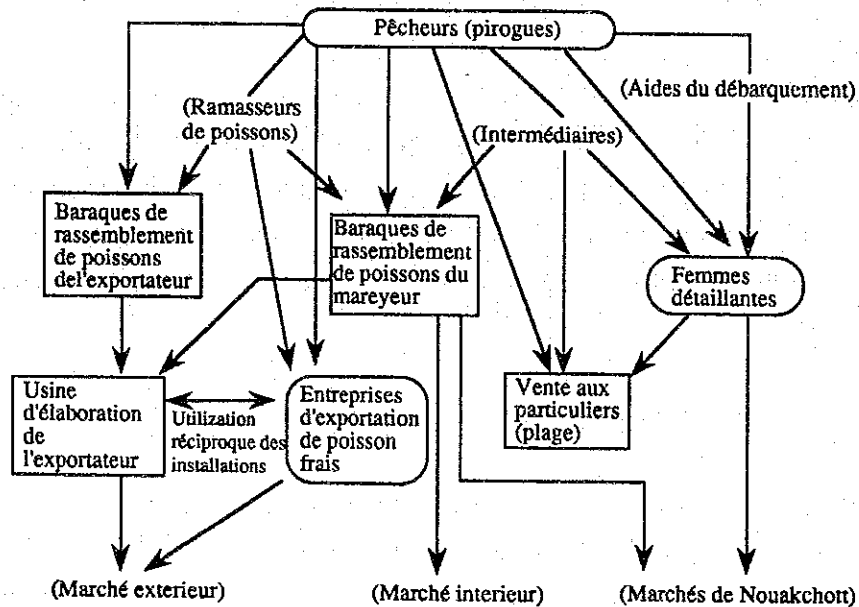 Pêcheurs (pirogues)
(Aides du débarquement)
(Ramasseurs
de poissons)
(Intermédiaires)
Baraques de
rassemblement
de poissons
del'exportateur
Baraques de
rassemblement
de poissons du
mareyeur
Femmes
détaillantes
Usine
d'élaboration
de
l'exportateur
Utilization
réciproque des
installations
Entreprises
d'exportation
de poisson
frais
Vente aux
particuliers
(plage)
(Marché exterieur)
(Marché interieur)
(Marchés de Nouakchott)